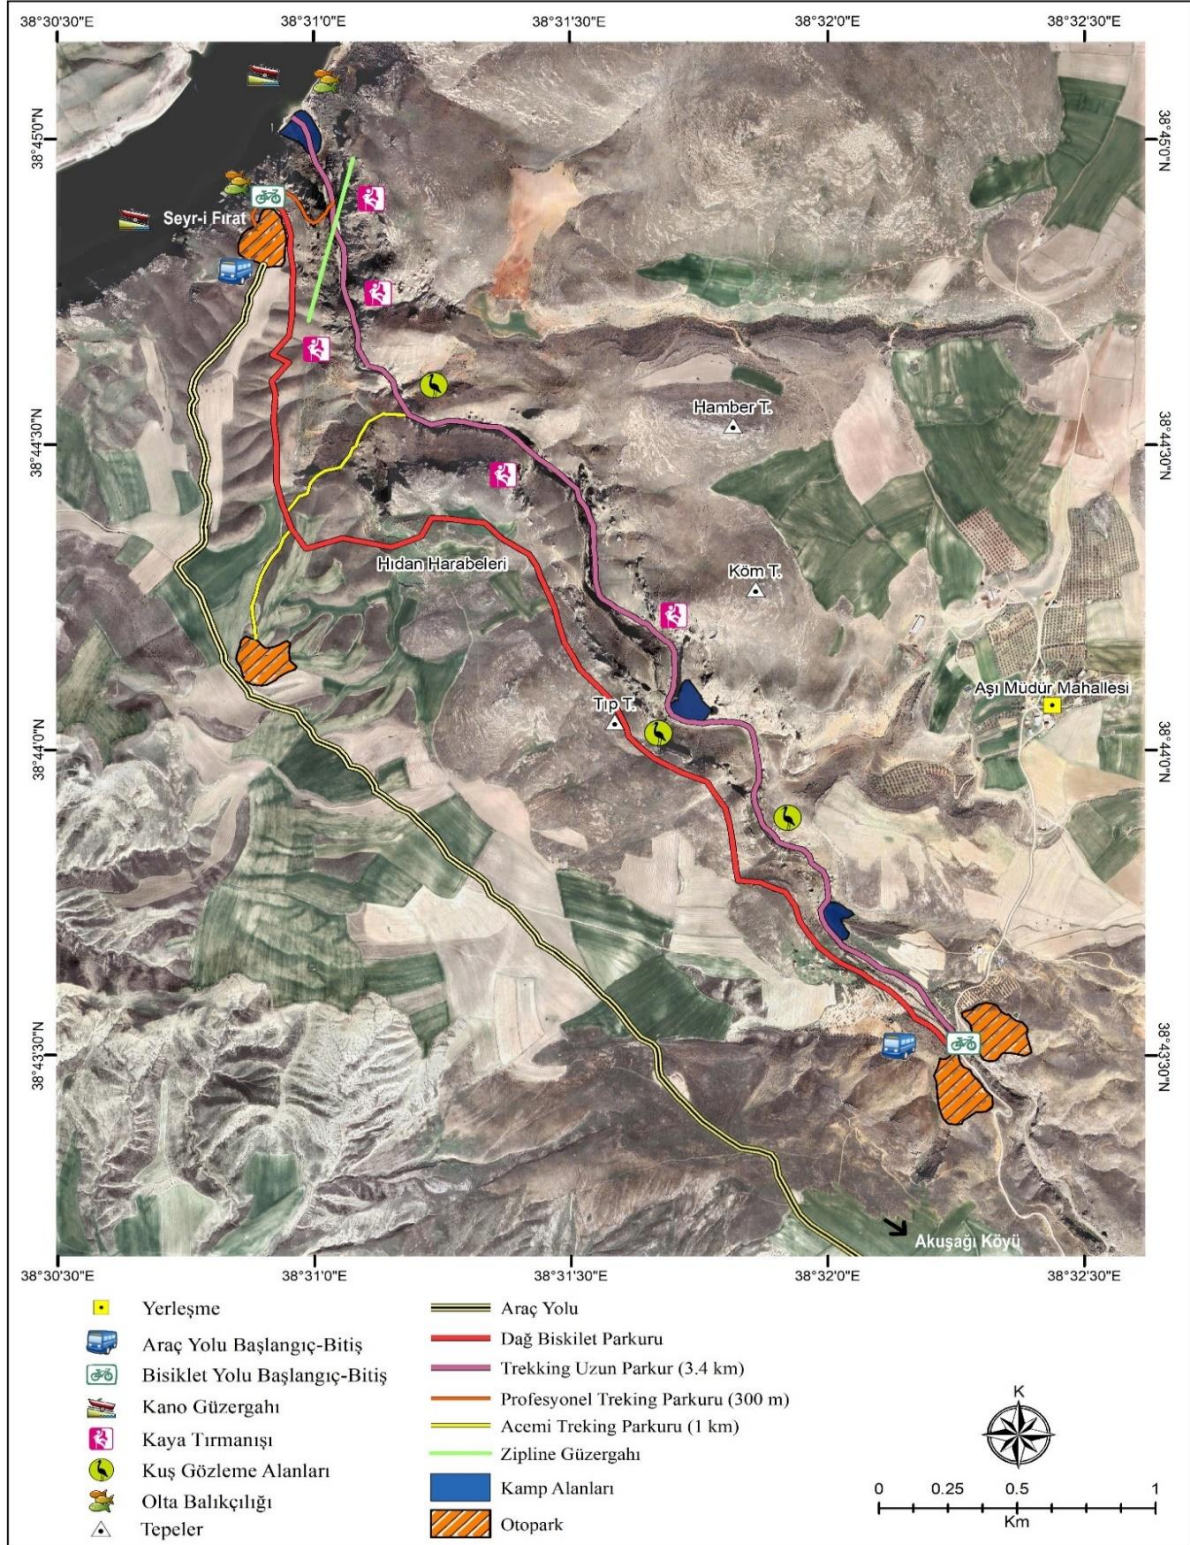 38°30'30"E 38°31'0"E 38°31'30"E 38°32'0"E 38°32'30"E
38°45'0"N 38°45'0"N
1
Seyr-i Fırat
Hamber T.
38°44'30"N 38°44'30"N
Hıdan Harabeleri
Köm T.
Aşı Müdür Mahallesi
Tıp T.
38°44'0"N 38°44'0"N
38°43'30"N 38°43'30"N
Akuşağı Köyü
38°30'30"E 38°31'0"E 38°31'30"E 38°32'0"E 38°32'30"E
Yerleşme
Araç Yolu Başlangıç-Bitiş
Bisiklet Yolu Başlangıç-Bitiş
Kano Güzergahı
Kaya Tırmanışı
Kuş Gözleme Alanları
Olta Balıkçılığı
Tepeler
Araç Yolu
Dağ Biskilet Parkuru
Trekking Uzun Parkur (3.4 km)
Profesyonel Treking Parkuru (300 m)
Acemi Treking Parkuru (1 km)
Zipline Güzergahı
Kamp Alanları
Otopark
K
0 0.25 0.5 1
Km